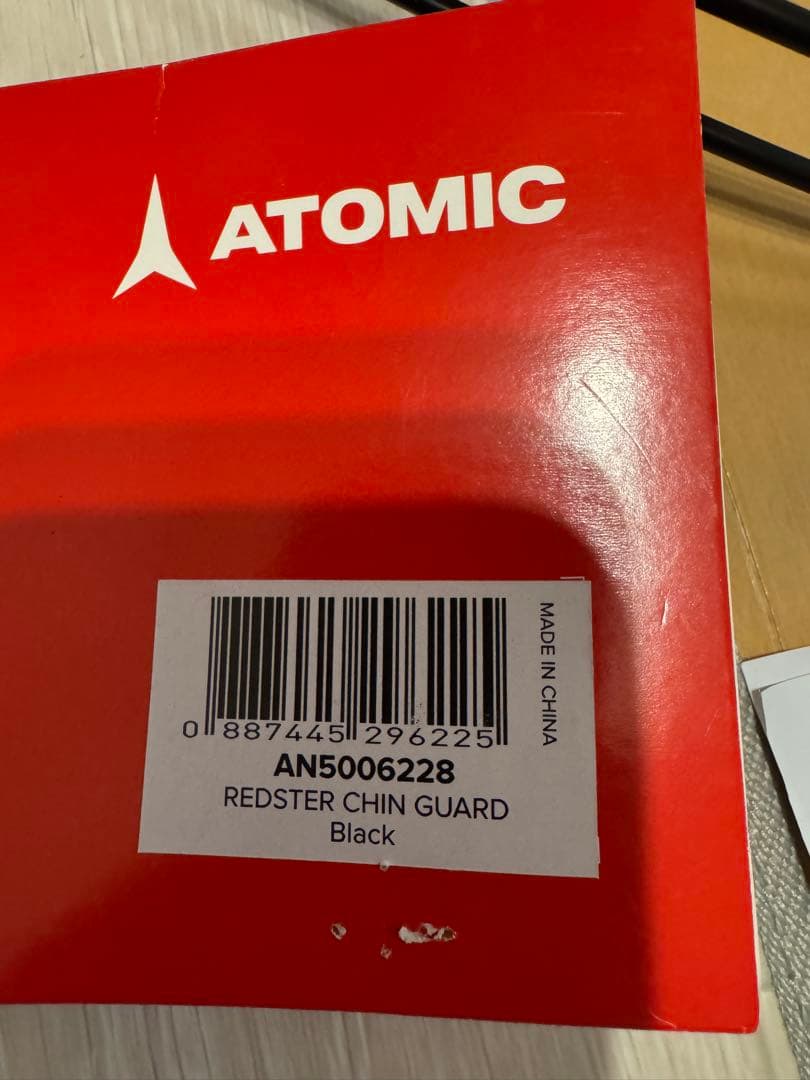 ATOMIC
MADE IN CHINA
0 887445 296225
AN5006228
REDSTER CHIN GUARD
Black